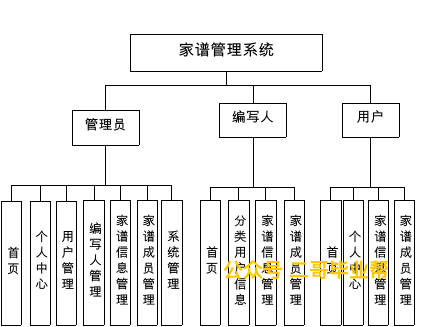 家谱管理系统
管理员
编写人
用户
首页
个人中心
用户管理
编写人管理
家谱信息管理
家谱成员管理
系统管理
首页
分类用户信息
家谱信息管理
家谱成员管理
首页
个人中心
家谱信息管理
家谱成员管理
公众号 二哥毕业帮